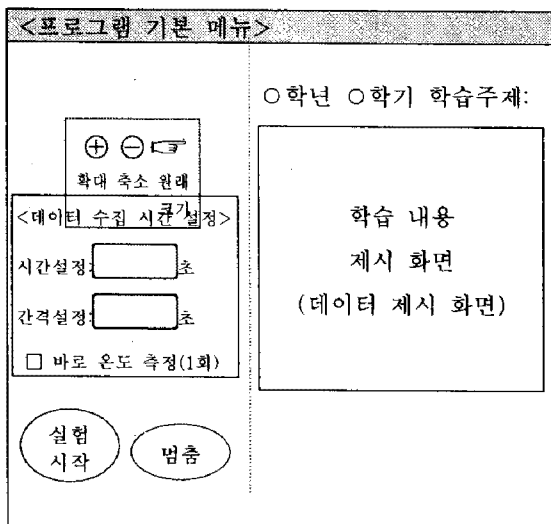 <프로그램 기본 메뉴>
○학년 ○학기 학습주제:
확대 축소 원래
크기
<데이터 수집 시간 설정>
시간설정: 초
간격설정: 초
□ 바로 온도 측정(1회)
실험
시작
멈춤
학습 내용
제시 화면
(데이터 제시 화면)